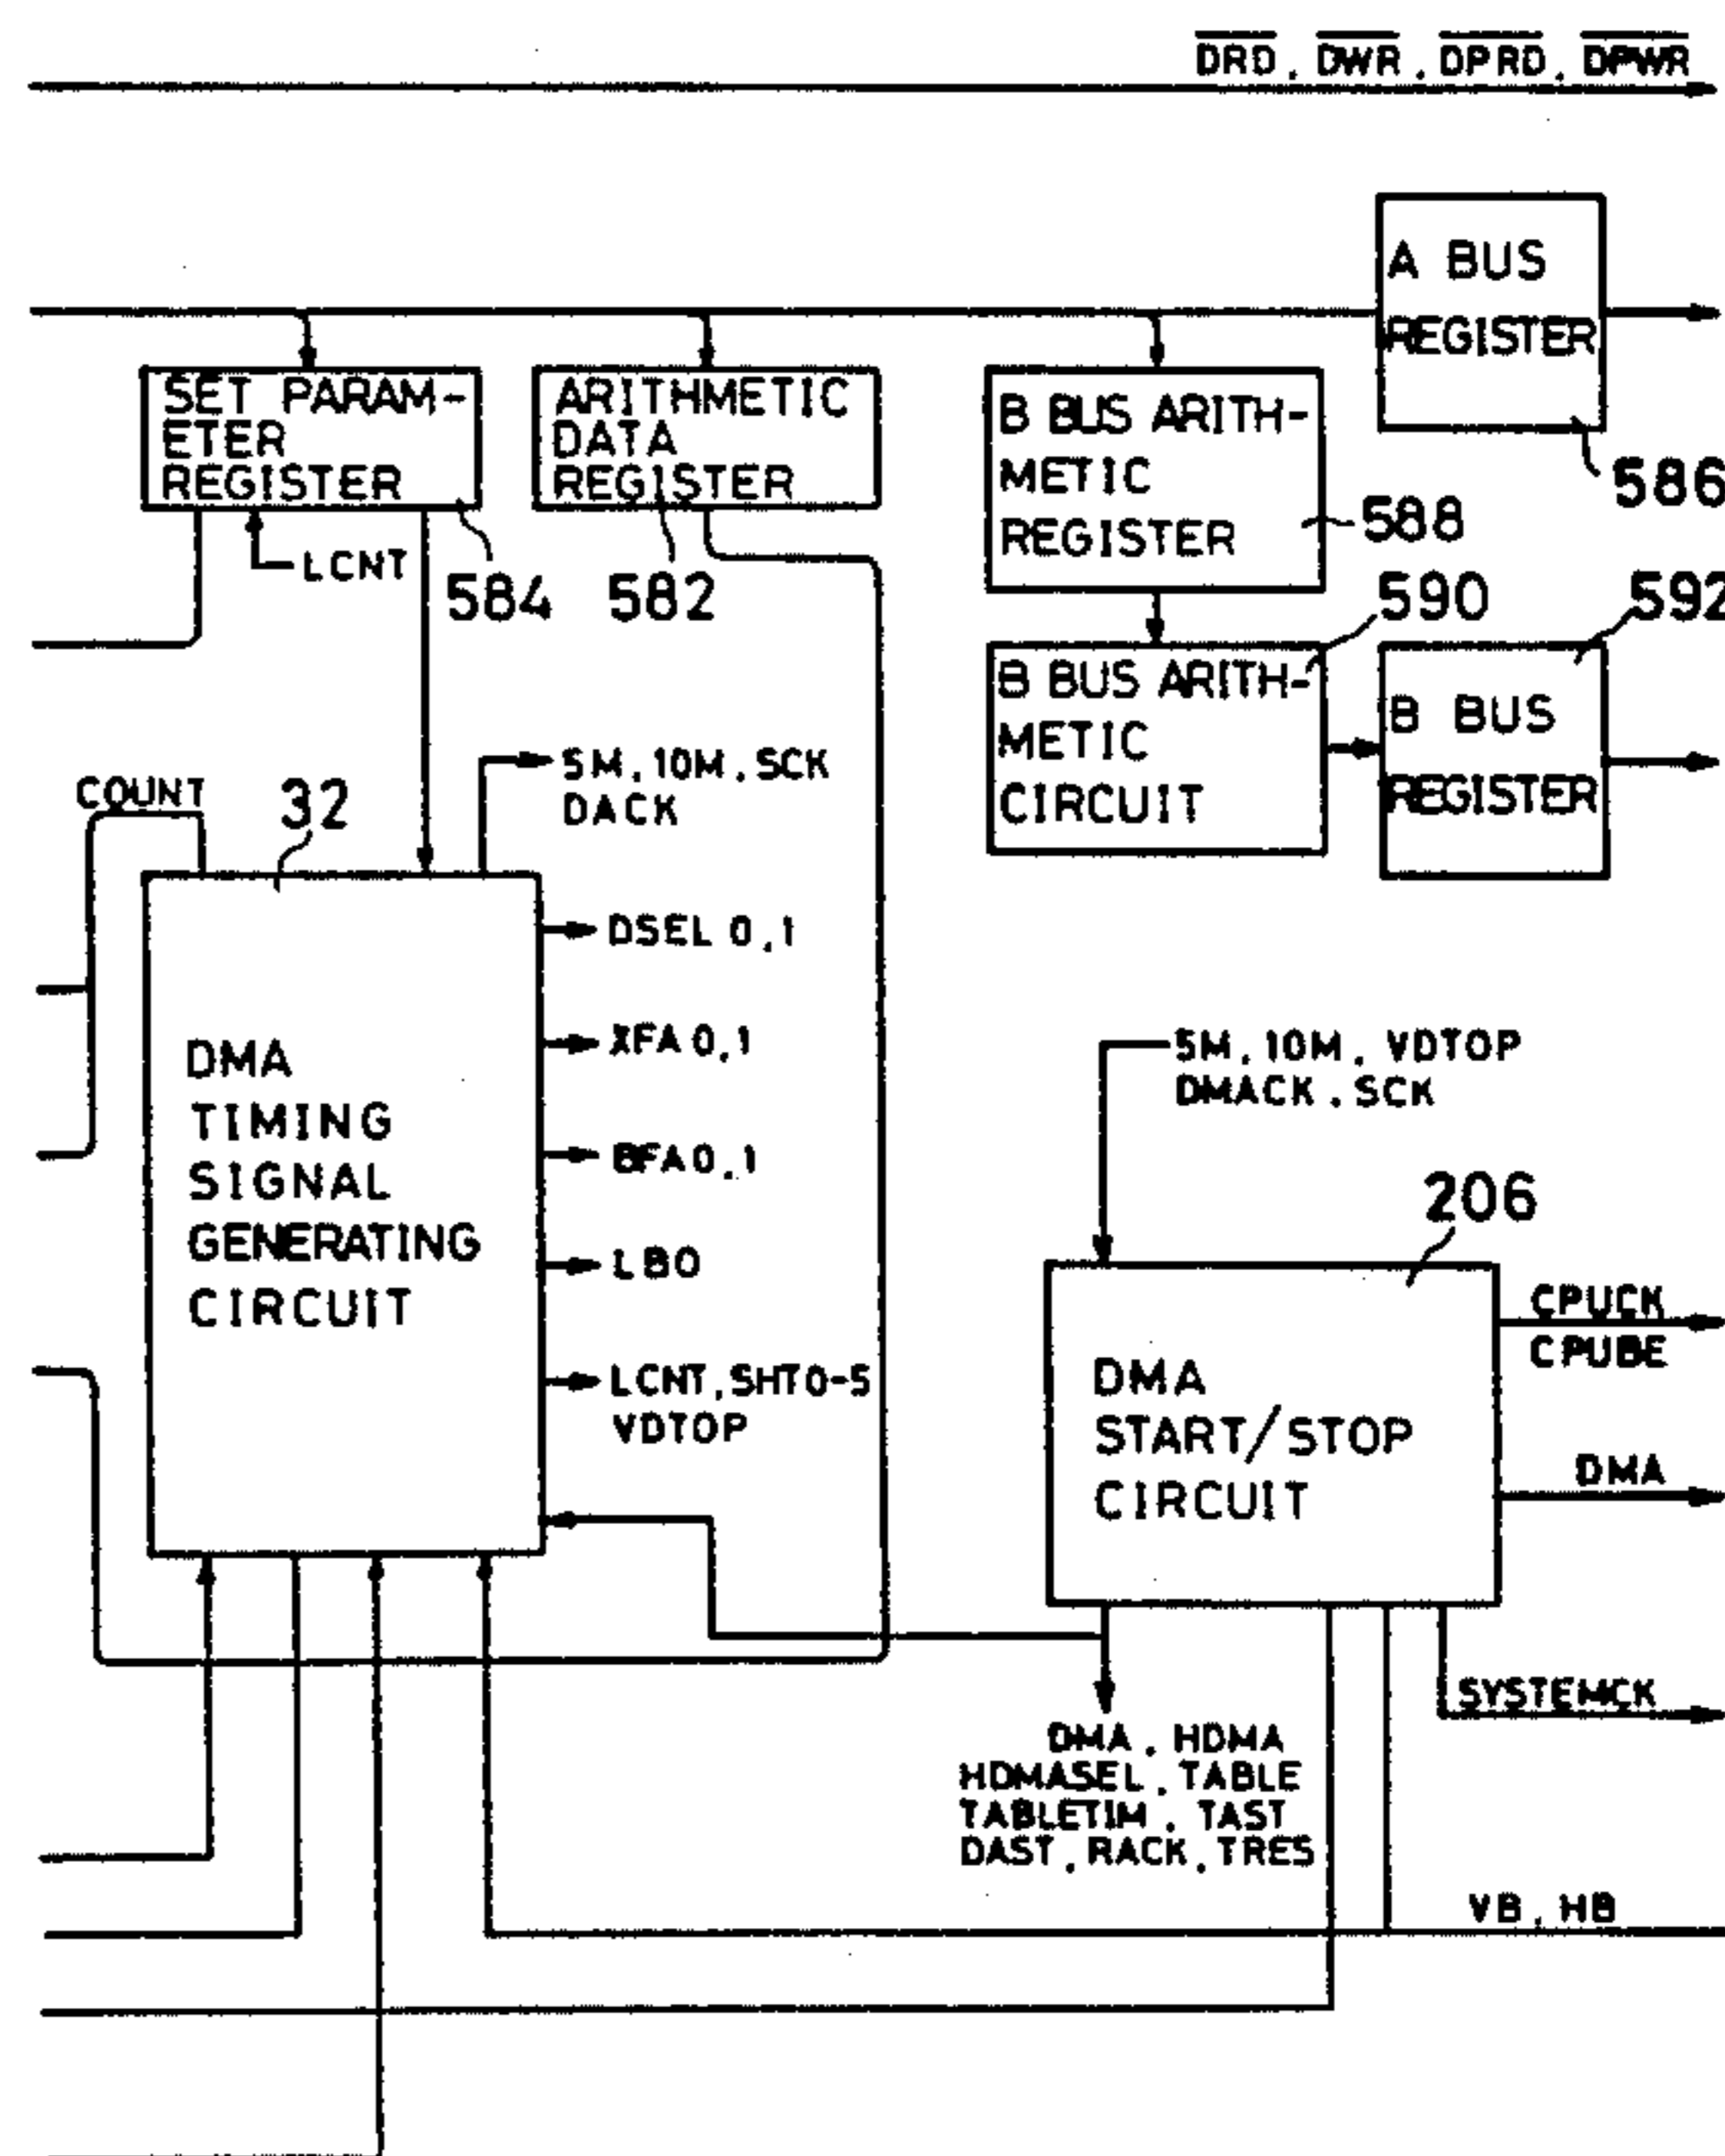 DRD, DWR, DPRD, DPWR
A BUS
REGISTER
586
SET PARAM-
ETER
REGISTER
ARITHMETIC
DATA
REGISTER
B BUS ARITH-
METIC
REGISTER
588
LCNT
584
582
590
592
B BUS ARITH-
METIC
CIRCUIT
B BUS
REGISTER
COUNT
32
5M, 10M, SCK
DACK
DMA
TIMING
SIGNAL
GENERATING
CIRCUIT
DSEL 0,1
XFA 0,1
BFA 0,1
LBO
LCNT, SHT0-5
VDTOP
5M, 10M, VDTOP
DMACK, SCK
206
DMA
START/STOP
CIRCUIT
CPUCK
CPUBE
DMA
SYSTEMCK
DMA, HDMA
HDMASEL, TABLE
TABLETIM, TAST
DAST, RACK, TRES
VB, HB